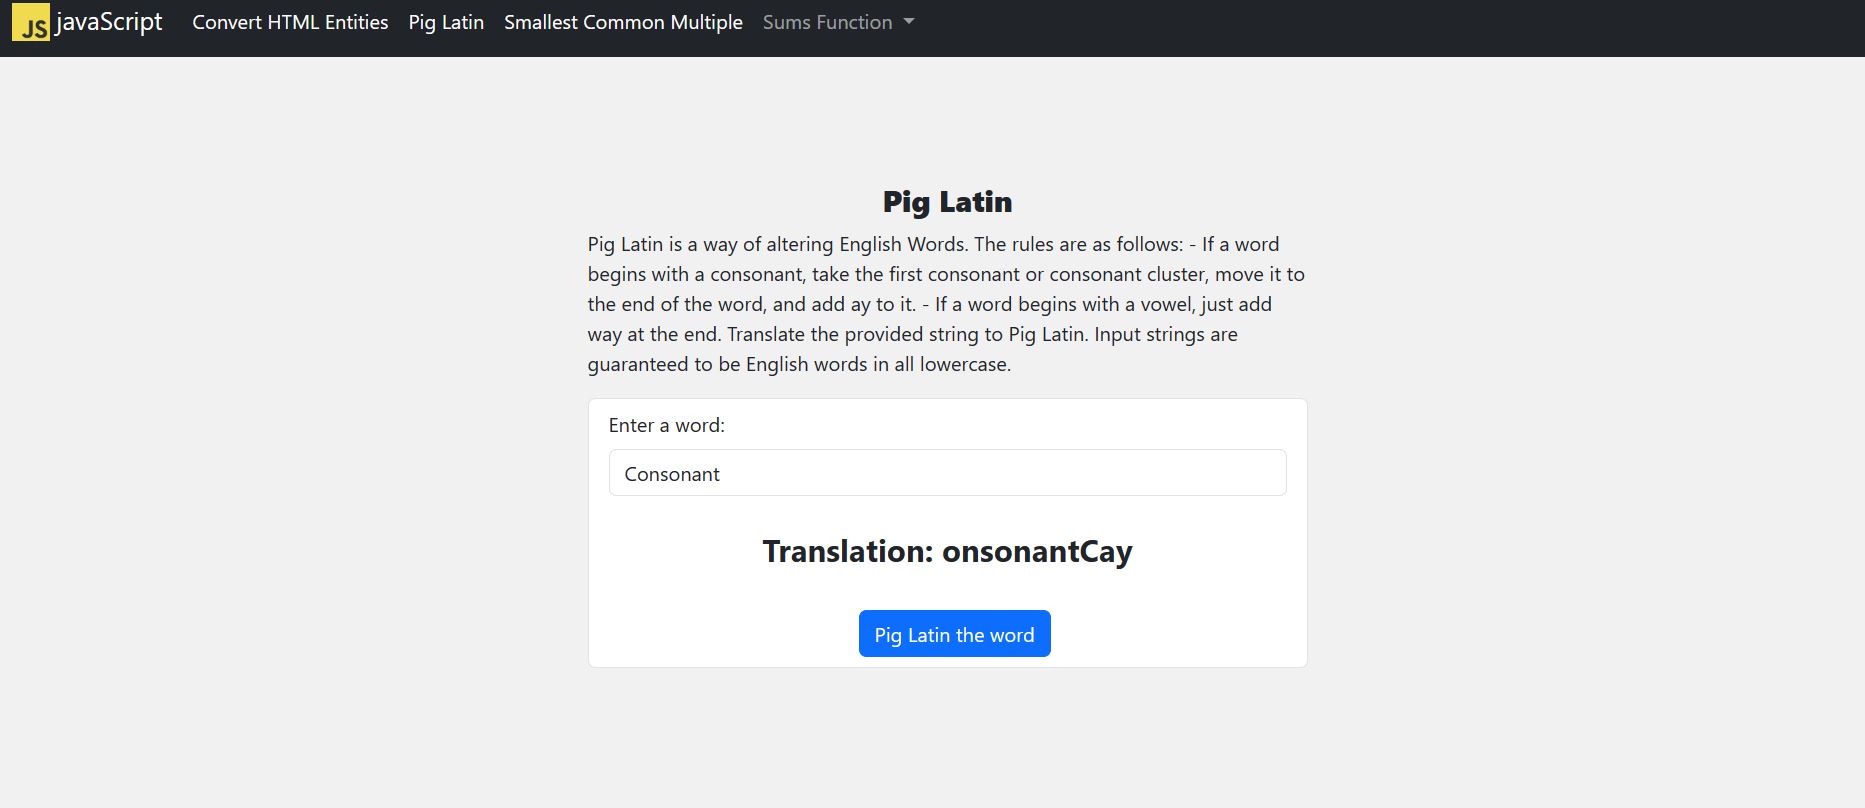 JS javaScript Convert HTML Entities Pig Latin Smallest Common Multiple Sums Function
Pig Latin
Pig Latin is a way of altering English Words. The rules are as follows: - If a word
begins with a consonant, take the first consonant or consonant cluster, move it to
the end of the word, and add ay to it. - If a word begins with a vowel, just add
way at the end. Translate the provided string to Pig Latin. Input strings are
guaranteed to be English words in all lowercase.
Enter a word:
Consonant
Translation: onsonantCay
Pig Latin the word